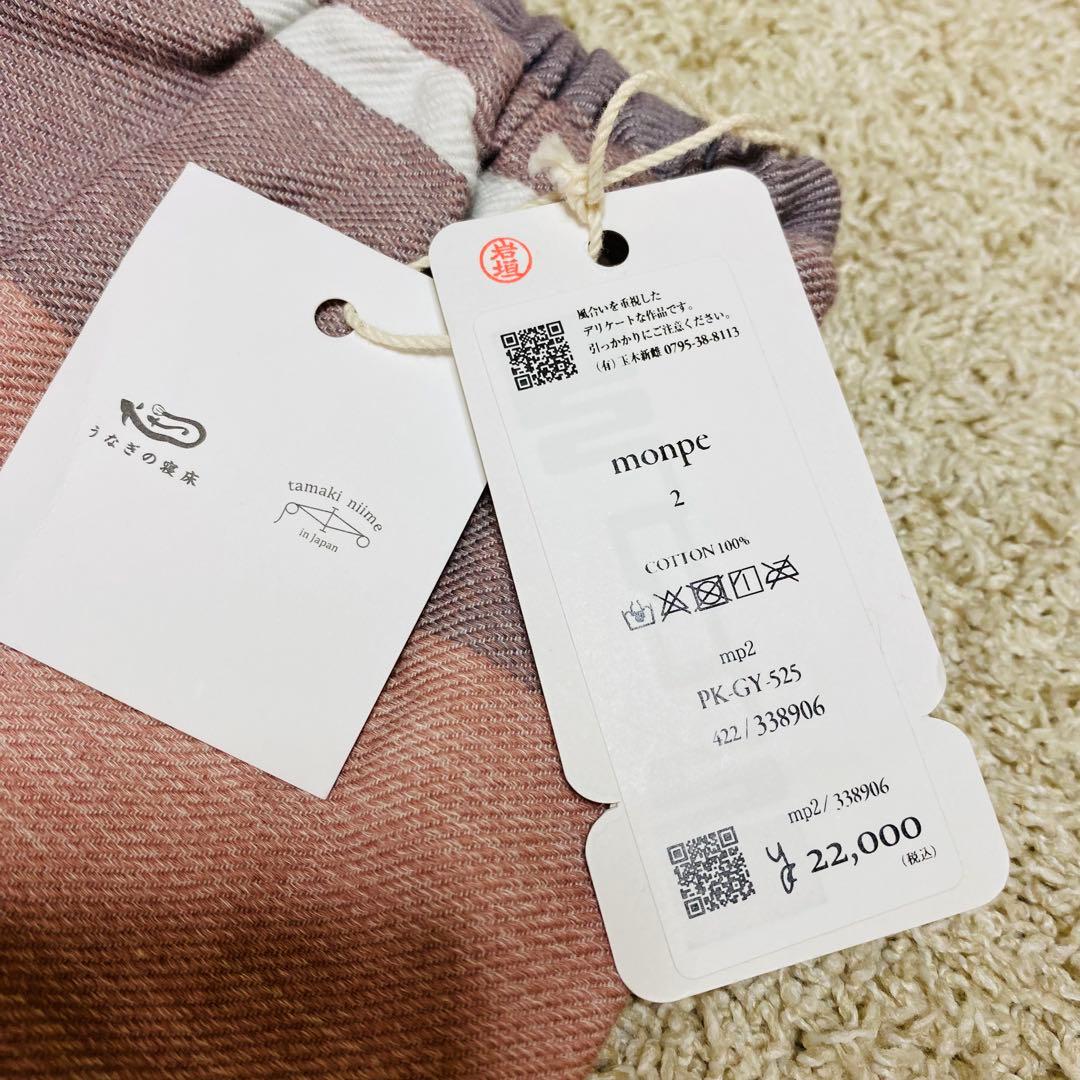 うなぎの寝床
tamaki niime
in Japan
岩垣
風合いを重視した
デリケートな作品です。
引っかかりにご注意ください。
(有)玉木新雌 0795-38-8113
monpe
2
COTTON 100%
mp2
PK-GY-525
422 / 338906
mp2 / 338906
y 22,000
(税込)